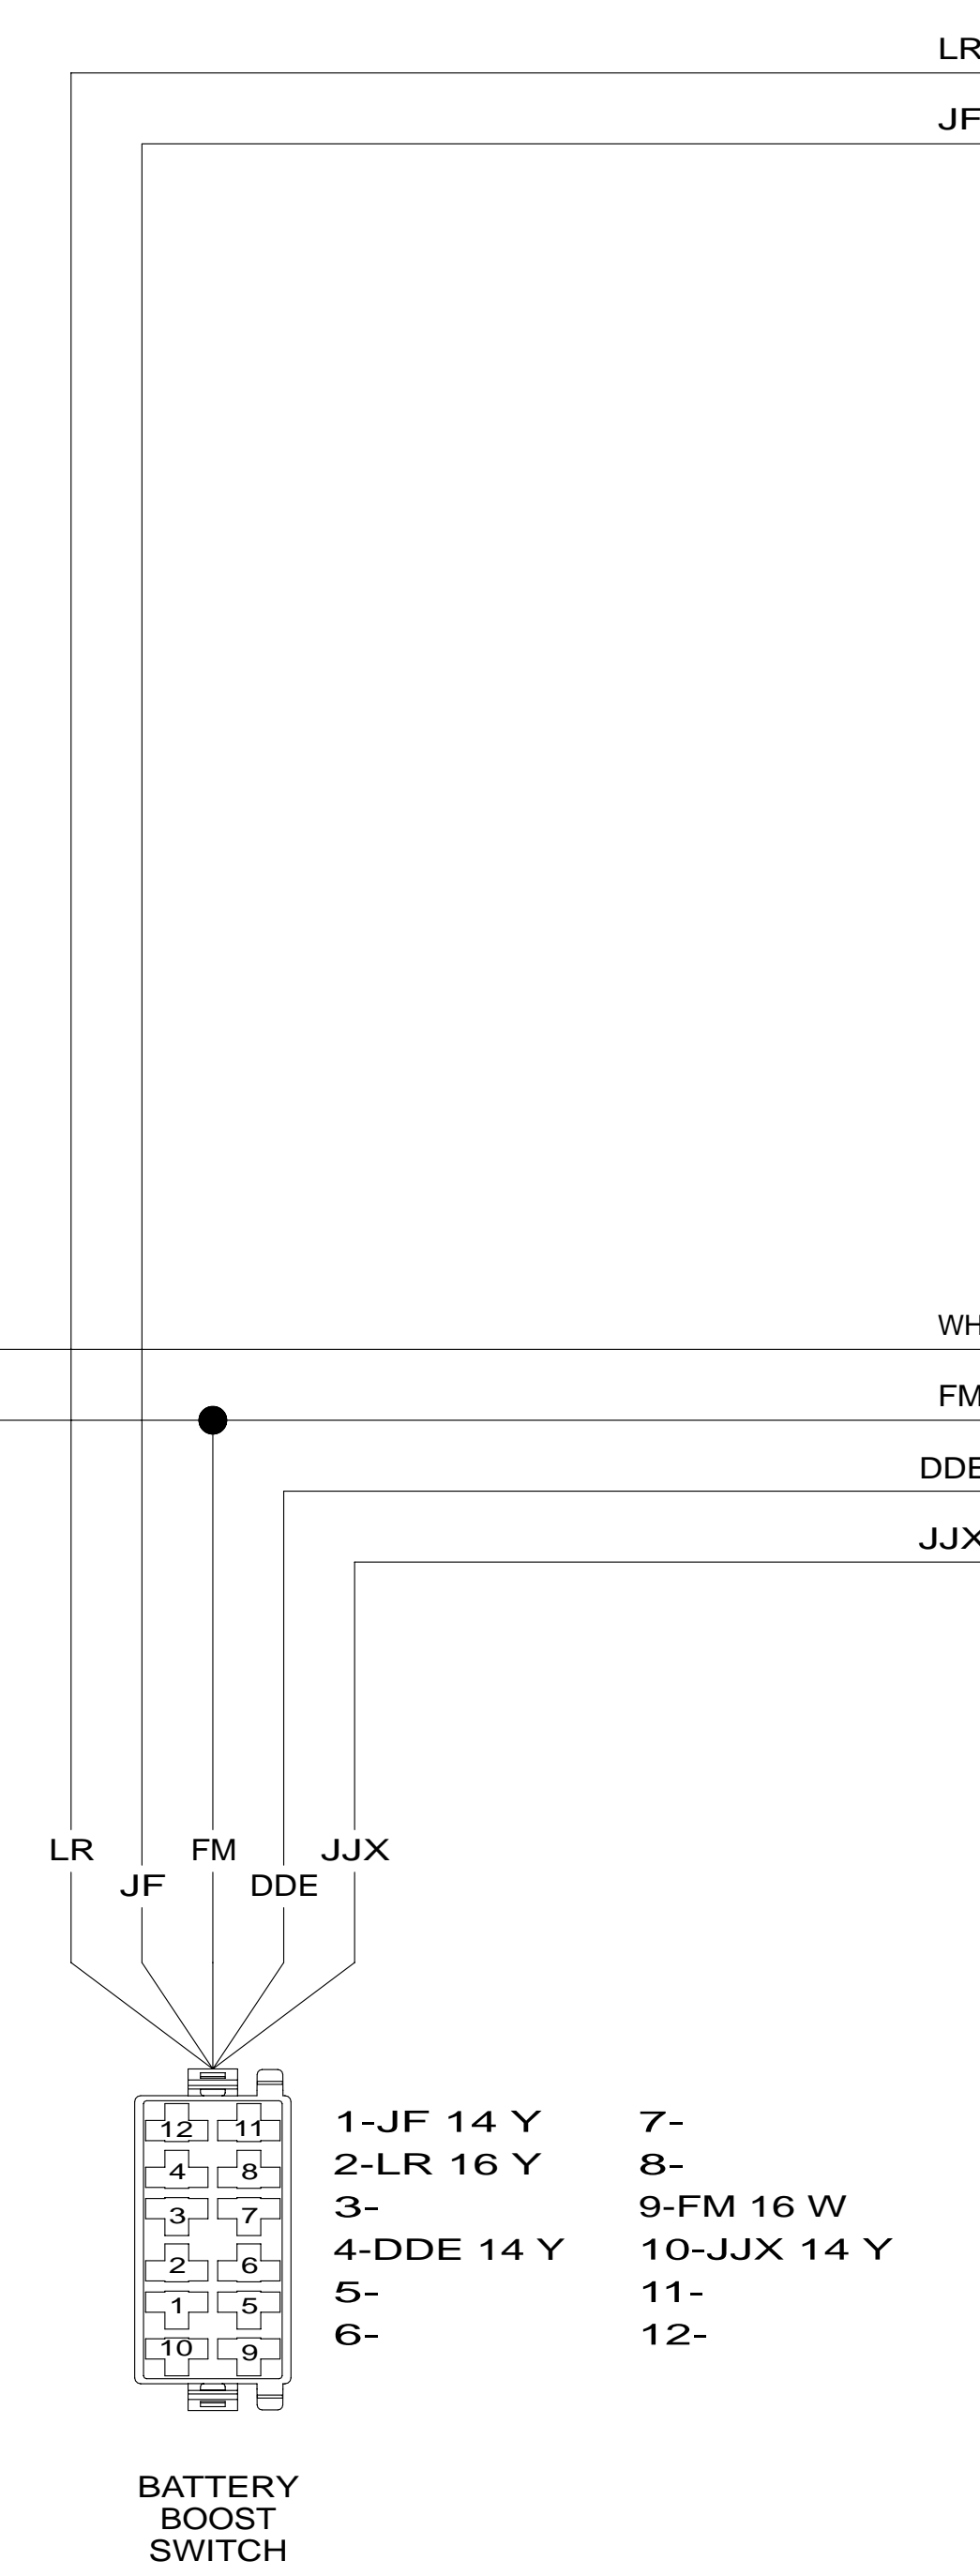 LR
JF
WH
FM
DDE
JJX
LR FM JJX
JF DDE
12 11
4 8
3 7
2 6
1 5
10 9
1-JF 14 Y 7-
2-LR 16 Y 8-
3- 9-FM 16 W
4-DDE 14 Y 10-JJX 14 Y
5- 11-
6- 12-
BATTERY
BOOST
SWITCH